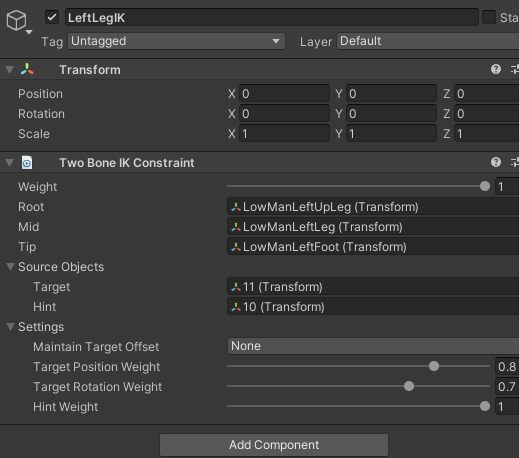 LeftLegIK Sta
Tag Untagged Layer Default
Transform
Position X 0 Y 0 Z 0
Rotation X 0 Y 0 Z 0
Scale X 1 Y 1 Z 1
Two Bone IK Constraint
Weight 1
Root LowManLeftUpLeg (Transform)
Mid LowManLeftLeg (Transform)
Tip LowManLeftFoot (Transform)
Source Objects
Target 11 (Transform)
Hint 10 (Transform)
Settings
Maintain Target Offset None
Target Position Weight 0.8
Target Rotation Weight 0.7
Hint Weight 1
Add Component